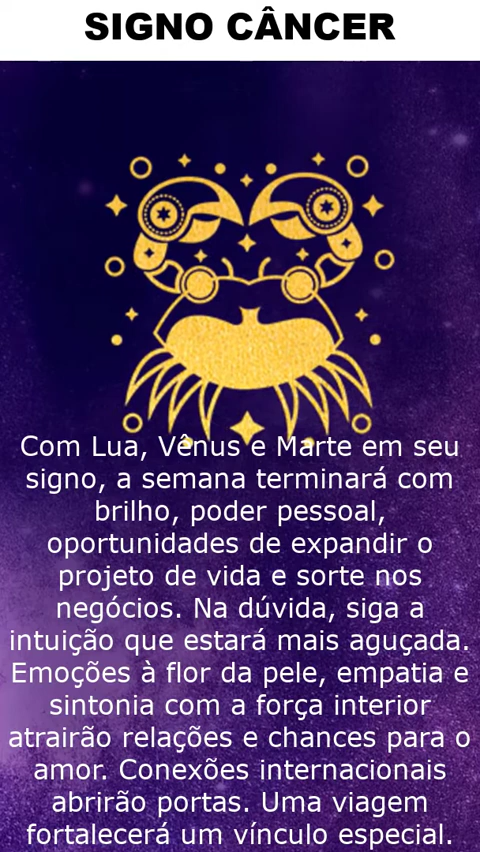 SIGNO CÂNCER
Com Lua, Vênus e Marte em seu
signo, a semana terminará com
brilho, poder pessoal,
oportunidades de expandir o
projeto de vida e sorte nos
negócios. Na dúvida, siga a
intuição que estará mais aguçada.
Emoções à flor da pele, empatia e
sintonia com a força interior
atrairão relações e chances para o
amor. Conexões internacionais
abrirão portas. Uma viagem
fortalecerá um vínculo especial.